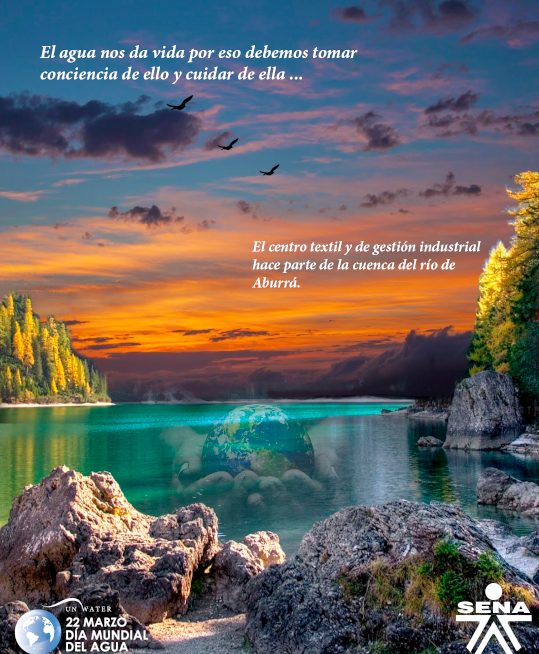 El agua nos da vida por eso debemos tomar
conciencia de ello y cuidar de ella ...
El centro textil y de gestión industrial
hace parte de la cuenca del río de
Aburrá.
UN WATER
22 MARZO
DÍA MUNDIAL
DEL AGUA
SENA